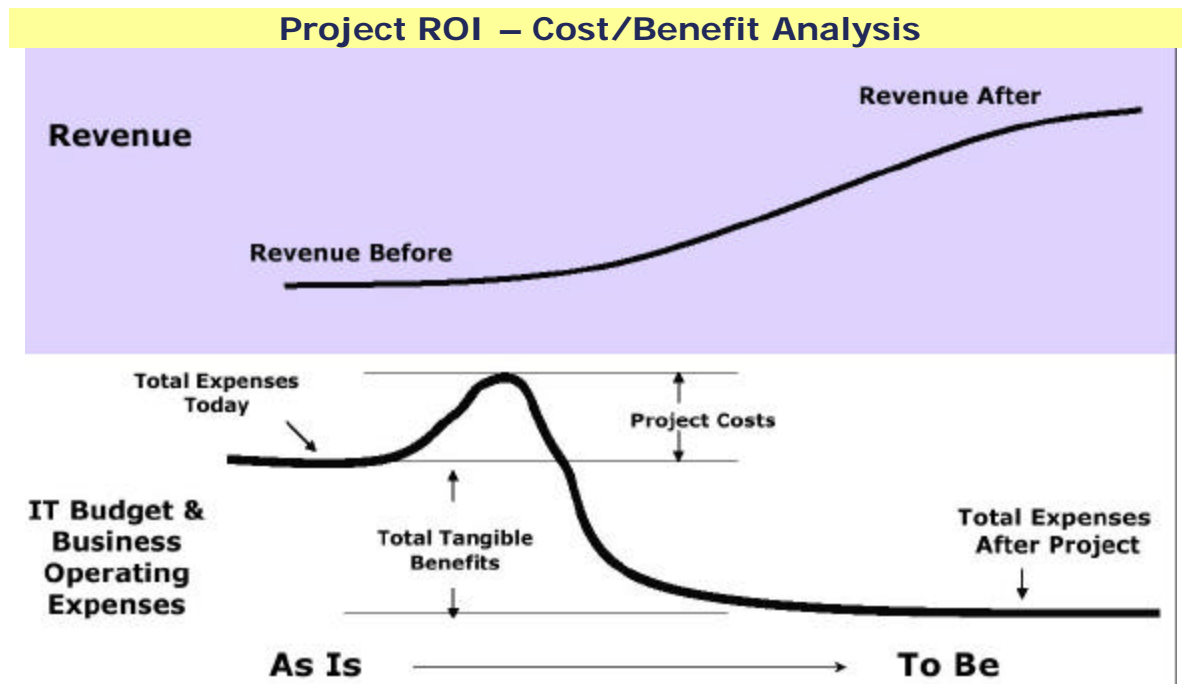 Project ROI – Cost/Benefit Analysis
Revenue After
Revenue
Revenue Before
Total Expenses
Today
Project Costs
IT Budget &
Business
Operating
Expenses
Total Tangible
Benefits
Total Expenses
After Project
As Is
To Be